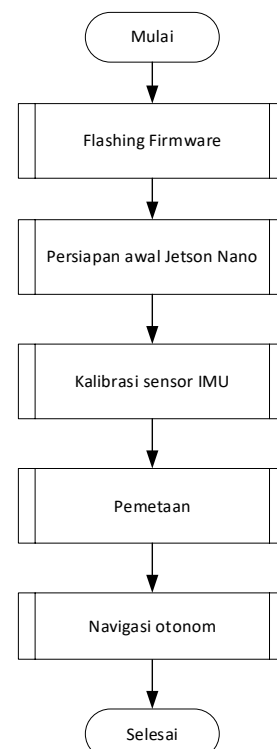 Mulai
Flashing Firmware
Persiapan awal Jetson Nano
Kalibrasi sensor IMU
Pemetaan
Navigasi otonom
Selesai